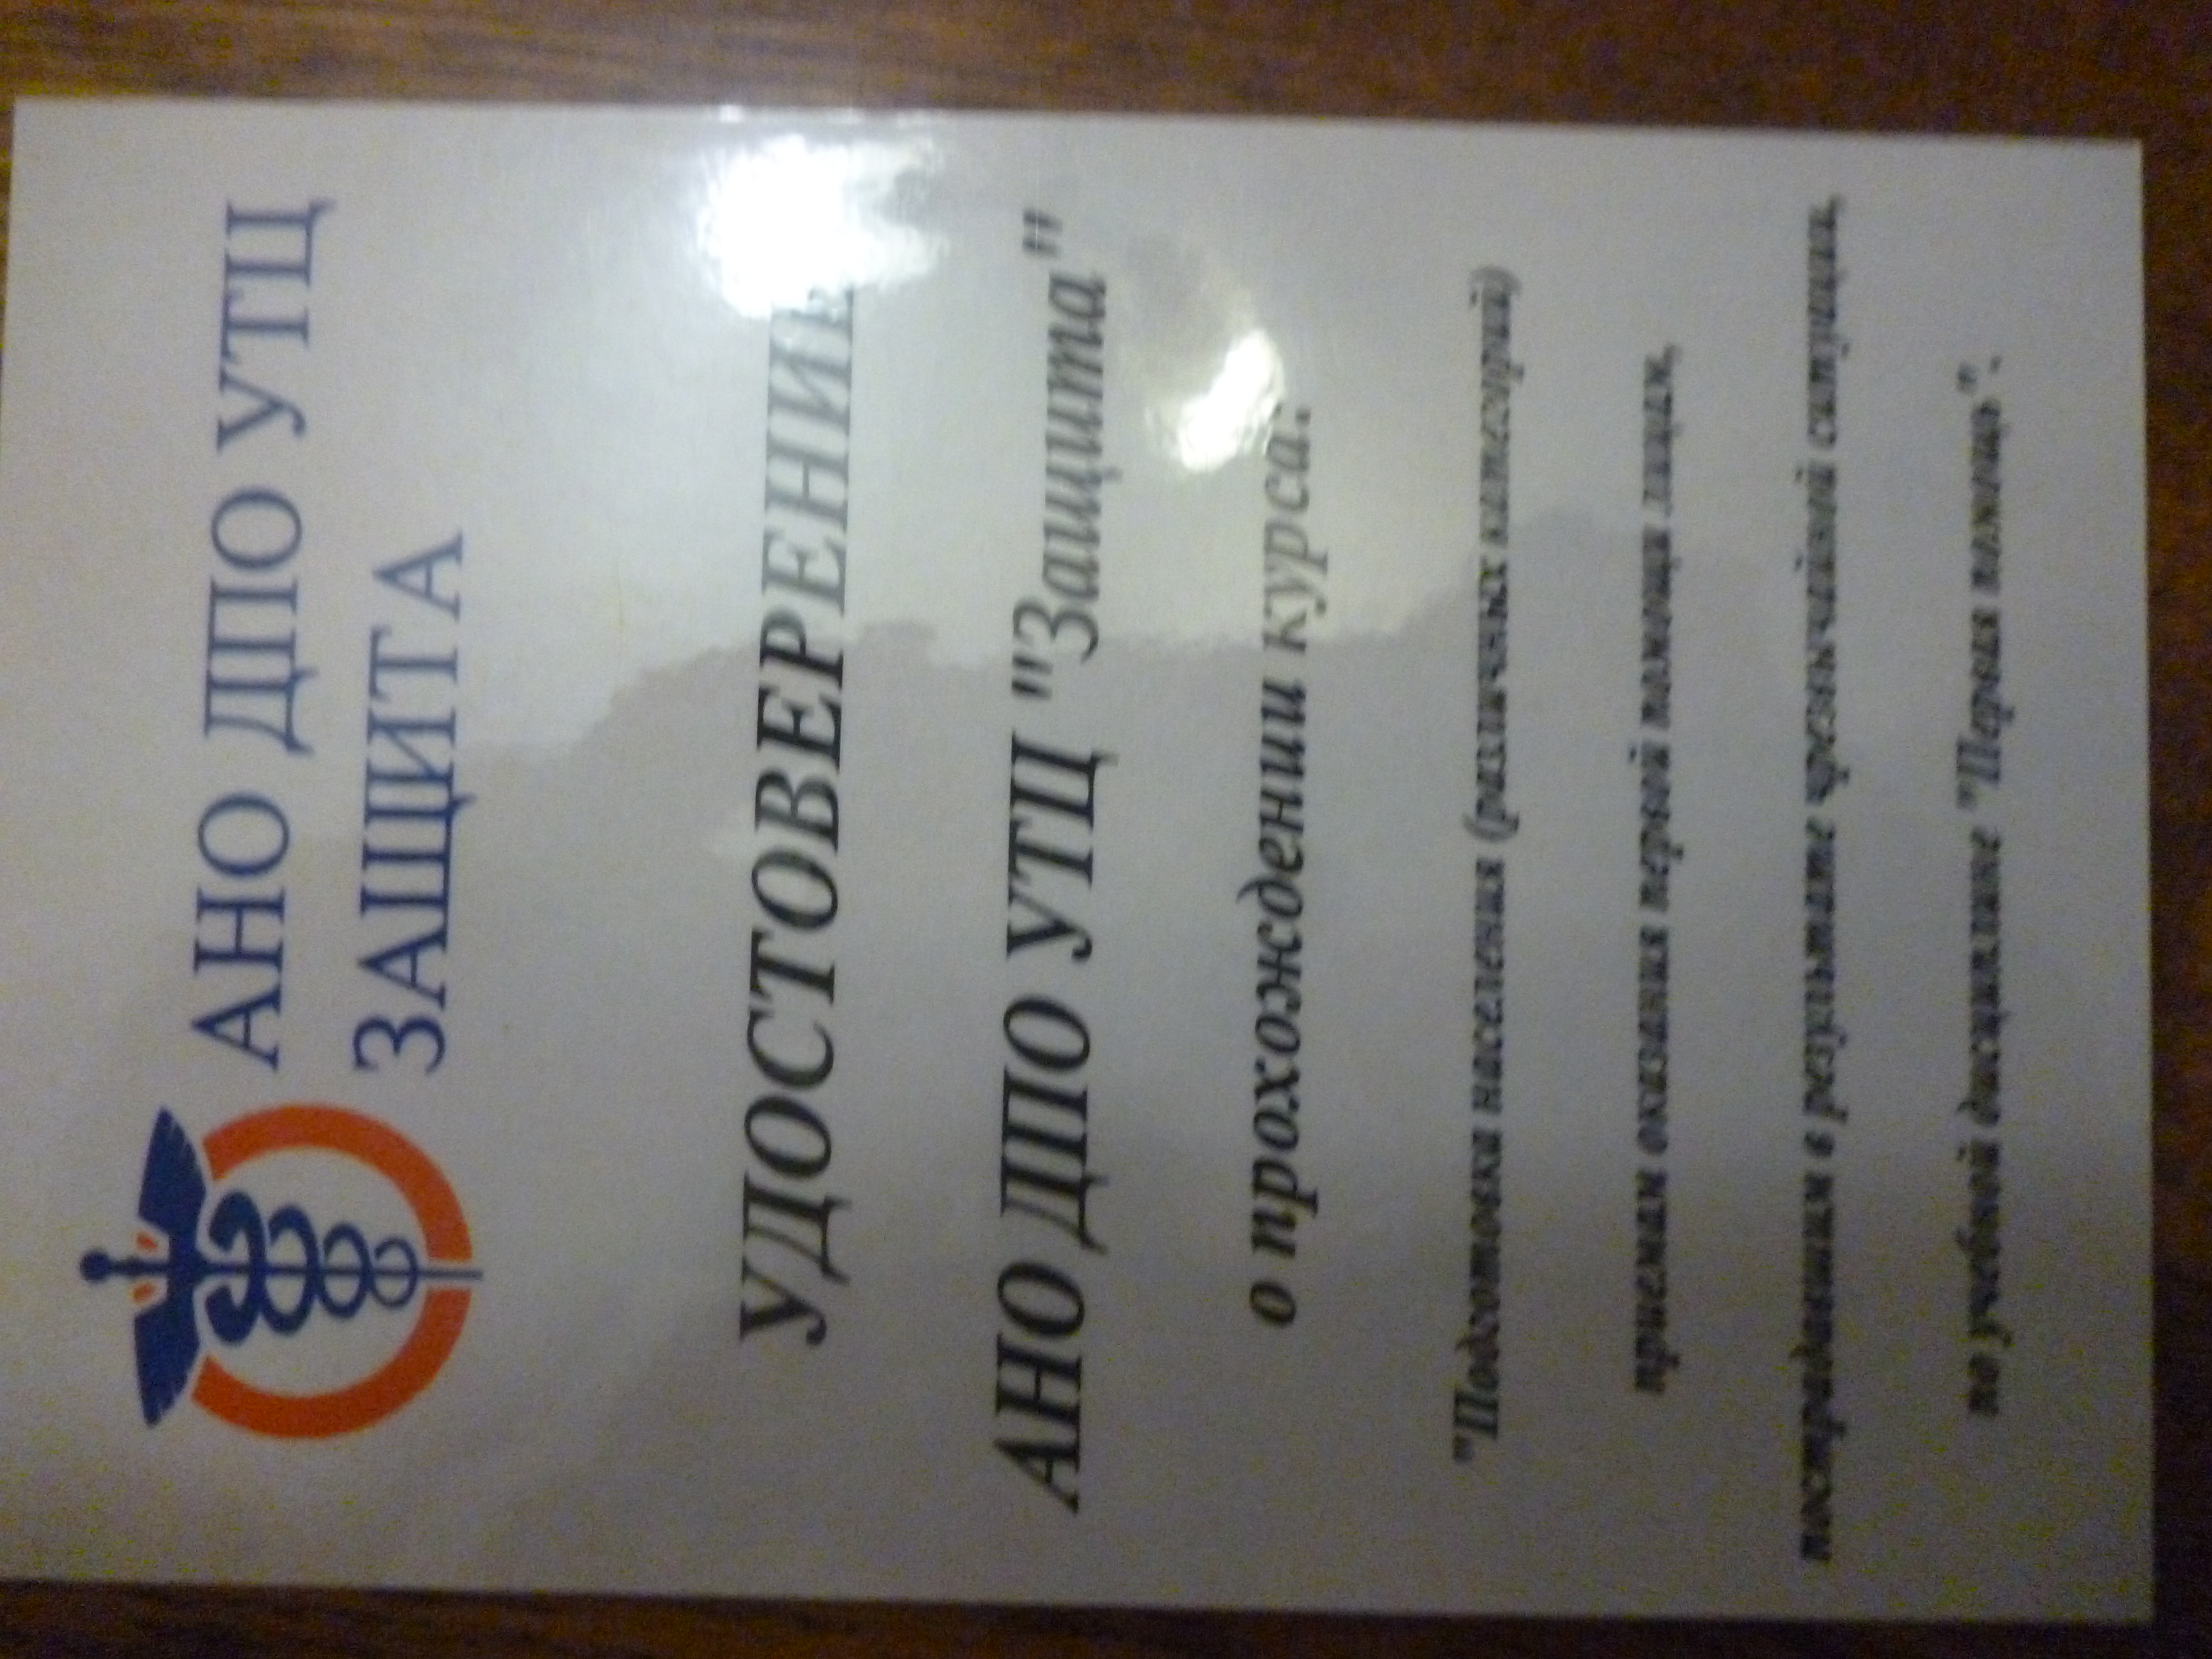 АНО ДПО УТЦ
ЗАЩИТА
УДОСТОВЕРЕНИЕ
АНО ДПО УТЦ "Защита"
о прохождении курса:
"Подготовка населения (различных категорий)
приемам оказания первой помощи лицам,
пострадавшим в результате чрезвычайной ситуации,
по учебной дисциплине "Первая помощь".